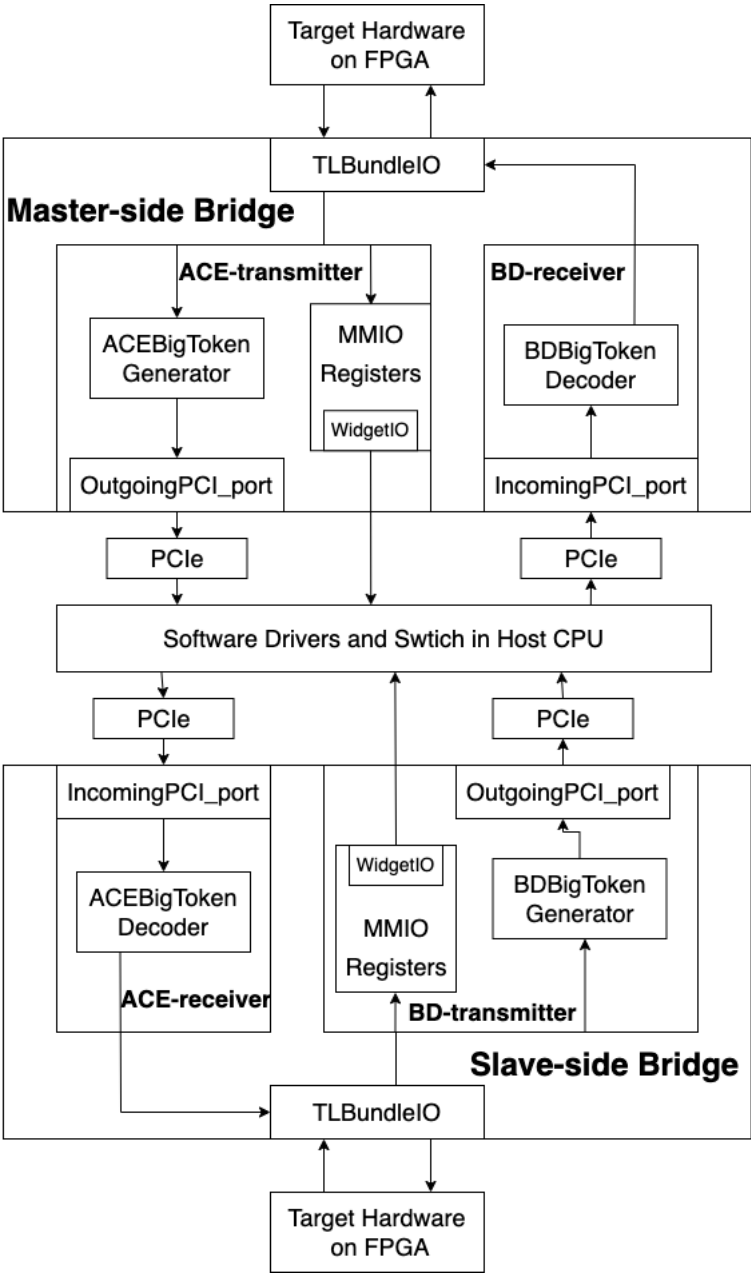 Target Hardware
on FPGA
TLBundleIO
Master-side Bridge
ACE-transmitter
BD-receiver
ACEBigToken
Generator
MMIO
Registers
WidgetIO
BDBigToken
Decoder
OutgoingPCI_port
IncomingPCI_port
PCIe
PCIe
Software Drivers and Swtich in Host CPU
PCIe
PCIe
IncomingPCI_port
OutgoingPCI_port
WidgetIO
MMIO
Registers
ACEBigToken
Decoder
BDBigToken
Generator
ACE-receiver
BD-transmitter
Slave-side Bridge
TLBundleIO
Target Hardware
on FPGA